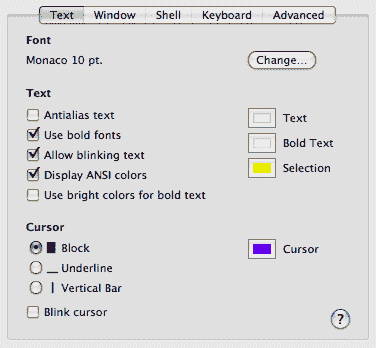 Text Window Shell Keyboard Advanced
Font
Monaco 10 pt. Change...
Text
Antialias text
Text
Use bold fonts
Bold Text
Allow blinking text
Selection
Display ANSI colors
Use bright colors for bold text
Cursor
Block
Cursor
Underline
Vertical Bar
Blink cursor
?